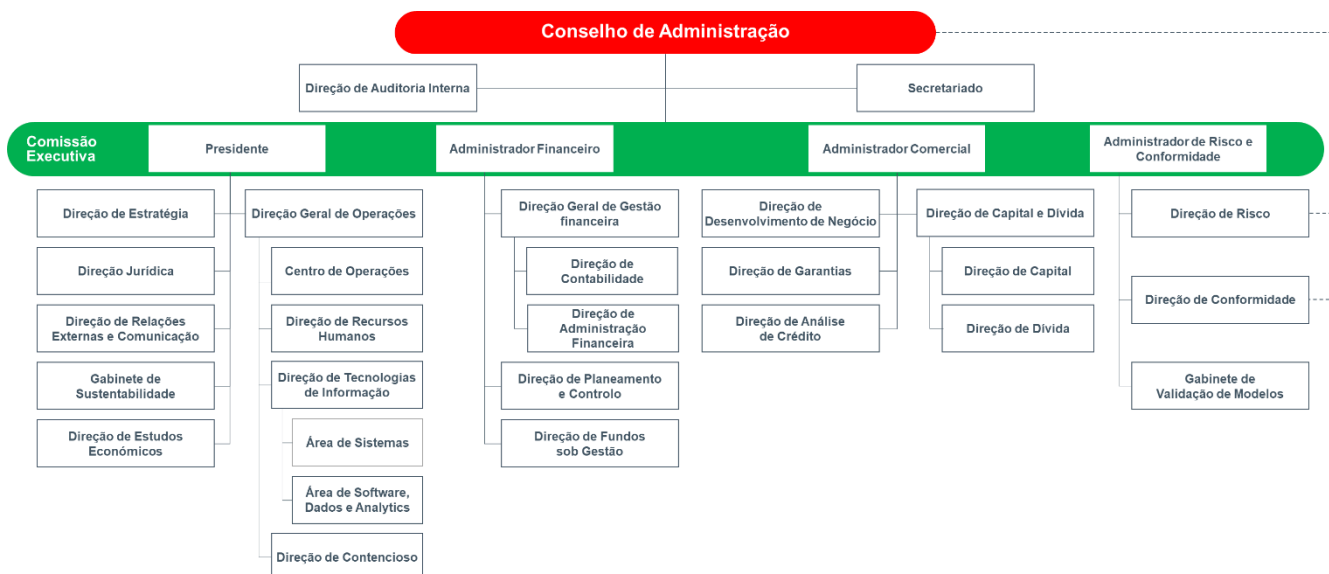 Conselho de Administração
Direção de Auditoria Interna
Secretariado
Comissão
Executiva
Presidente
Administrador Financeiro
Administrador Comercial
Administrador de Risco e
Conformidade
Direção de Estratégia
Direção Jurídica
Direção de Relações
Externas e Comunicação
Gabinete de
Sustentabilidade
Direção de Estudos
Económicos
Direção Geral de Operações
Centro de Operações
Direção de Recursos
Humanos
Direção de Tecnologias
de Informação
Área de Sistemas
Área de Software,
Dados e Analytics
Direção de Contencioso
Direção Geral de Gestão
financeira
Direção de
Contabilidade
Direção de
Administração
Financeira
Direção de Planeamento
e Controlo
Direção de Fundos
sob Gestão
Direção de
Desenvolvimento de Negócio
Direção de Garantias
Direção de Análise
de Crédito
Direção de Capital e Dívida
Direção de Capital
Direção de Dívida
Direção de Risco
Direção de Conformidade
Gabinete de
Validação de Modelos